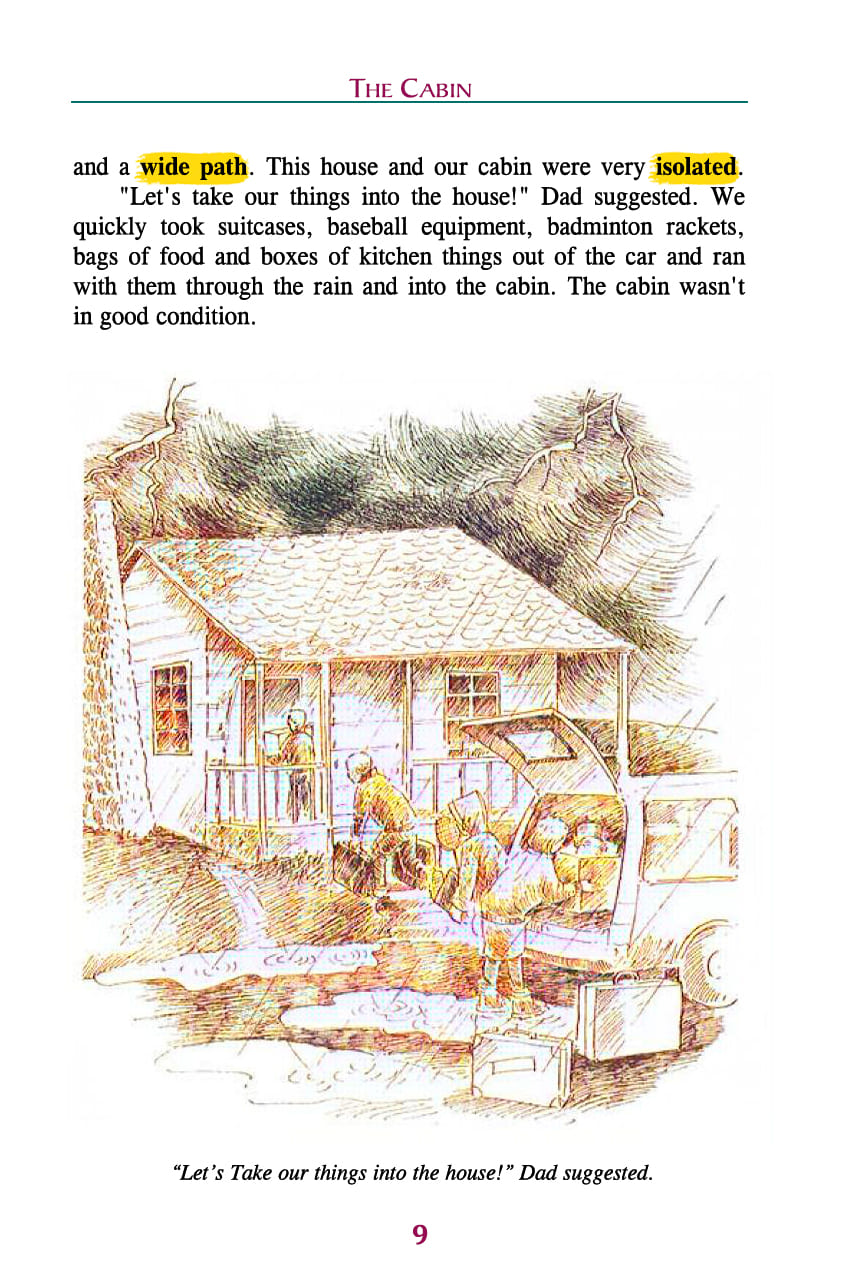 THE CABIN
and a wide path. This house and our cabin were very isolated.
"Let's take our things into the house!" Dad suggested. We
quickly took suitcases, baseball equipment, badminton rackets,
bags of food and boxes of kitchen things out of the car and ran
with them through the rain and into the cabin. The cabin wasn't
in good condition.
“Let’s Take our things into the house!” Dad suggested.
9